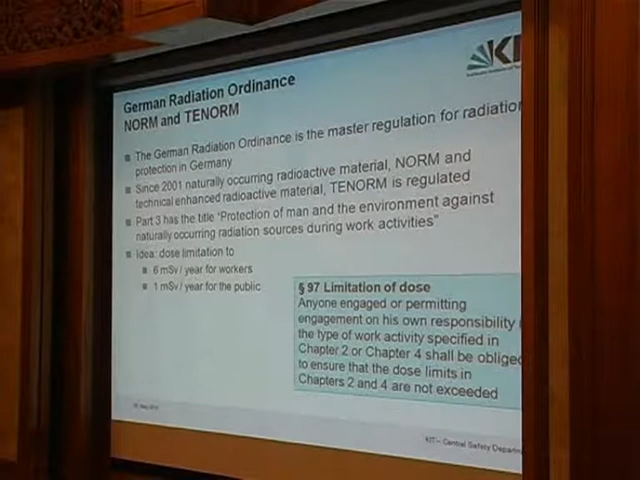 German Radiation Ordinance
NORM and TENORM
The German Radiation Ordinance is the master regulation for radiation
protection in Germany
Since 2001 naturally occurring radioactive material, NORM and
technical enhanced radioactive material, TENORM is regulated
Part 3 has the title "Protection of man and the environment against
naturally occurring radiation sources during work activities"
Idea: dose limitation to
6 mSv / year for workers
1 mSv / year for the public
§ 97 Limitation of dose
Anyone engaged or permitting
engagement on his own responsibility
the type of work activity specified in
Chapter 2 or Chapter 4 shall be obliged
to ensure that the dose limits in
Chapters 2 and 4 are not exceeded
KIT – Central Safety Departm